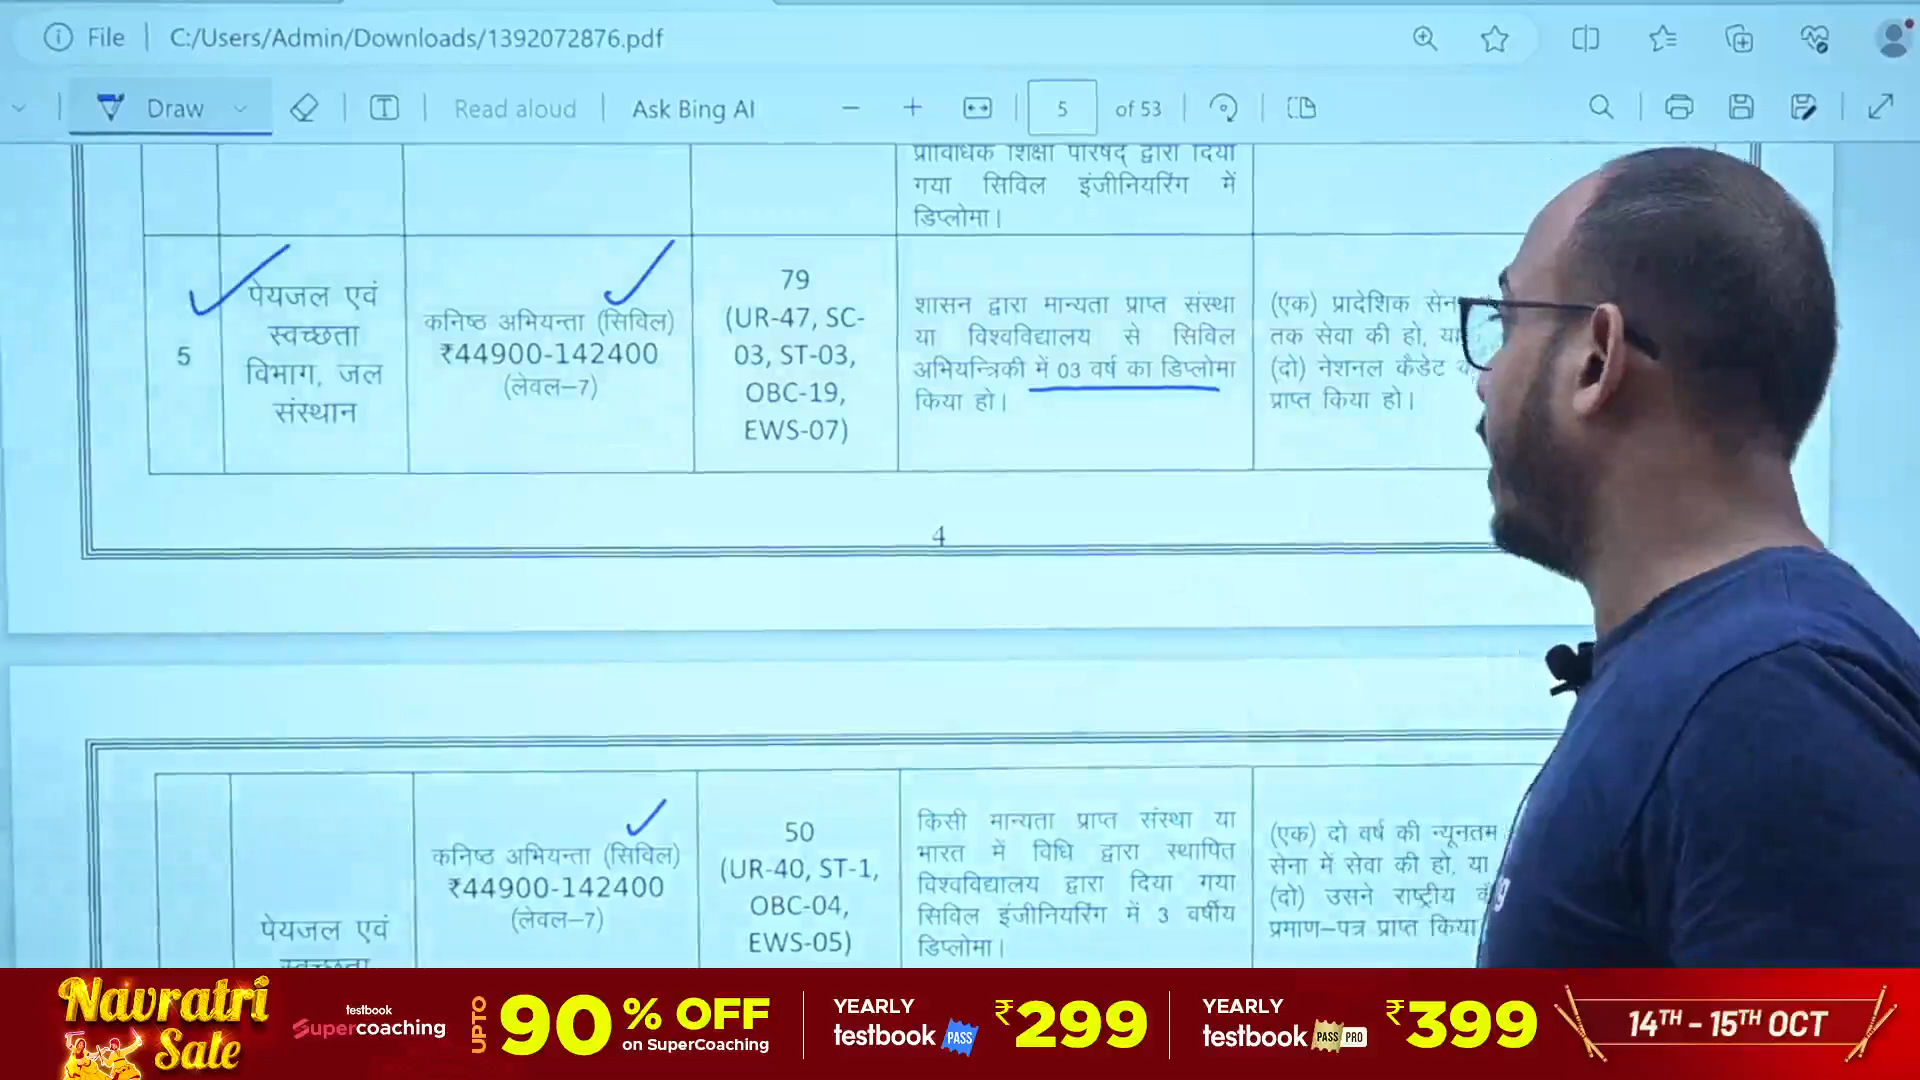 File
C:/Users/Admin/Downloads/1392072876.pdf
Draw
Read aloud
Ask Bing AI
5
of 53
प्राविधिक शिक्षा परिषद् द्वारा दिया
गया सिविल इंजीनियरिंग में
डिप्लोमा।
5
पेयजल एवं
स्वच्छता
विभाग, जल
संस्थान
कनिष्ठ अभियन्ता (सिविल)
₹44900-142400
(लेवल–7)
79
(UR-47, SC-
03, ST-03,
OBC-19,
EWS-07)
शासन द्वारा मान्यता प्राप्त संस्था
या विश्वविद्यालय से सिविल
अभियन्त्रिकी में 03 वर्ष का डिप्लोमा
किया हो।
(एक) प्रादेशिक
तक सेवा की हो, या
(दो) नेशनल कैडेट
प्राप्त किया हो।
4
पेयजल एवं
स्वच्छता
कनिष्ठ अभियन्ता (सिविल)
₹44900-142400
(लेवल–7)
50
(UR-40, ST-1,
OBC-04,
EWS-05)
किसी मान्यता प्राप्त संस्था या
भारत में विधि द्वारा स्थापित
विश्वविद्यालय द्वारा दिया गया
सिविल इंजीनियरिंग में 3 वर्षीय
डिप्लोमा।
(एक) दो वर्ष की न्यूनतम
सेना में सेवा की हो, या
(दो) उसने राष्ट्रीय
प्रमाण–पत्र प्राप्त किया
Navratri
Sale
testbook
Supercoaching
UPTO
90% OFF
on SuperCoaching
YEARLY
testbook PASS
₹299
YEARLY
testbook PASS PRO
₹399
14TH - 15TH OCT